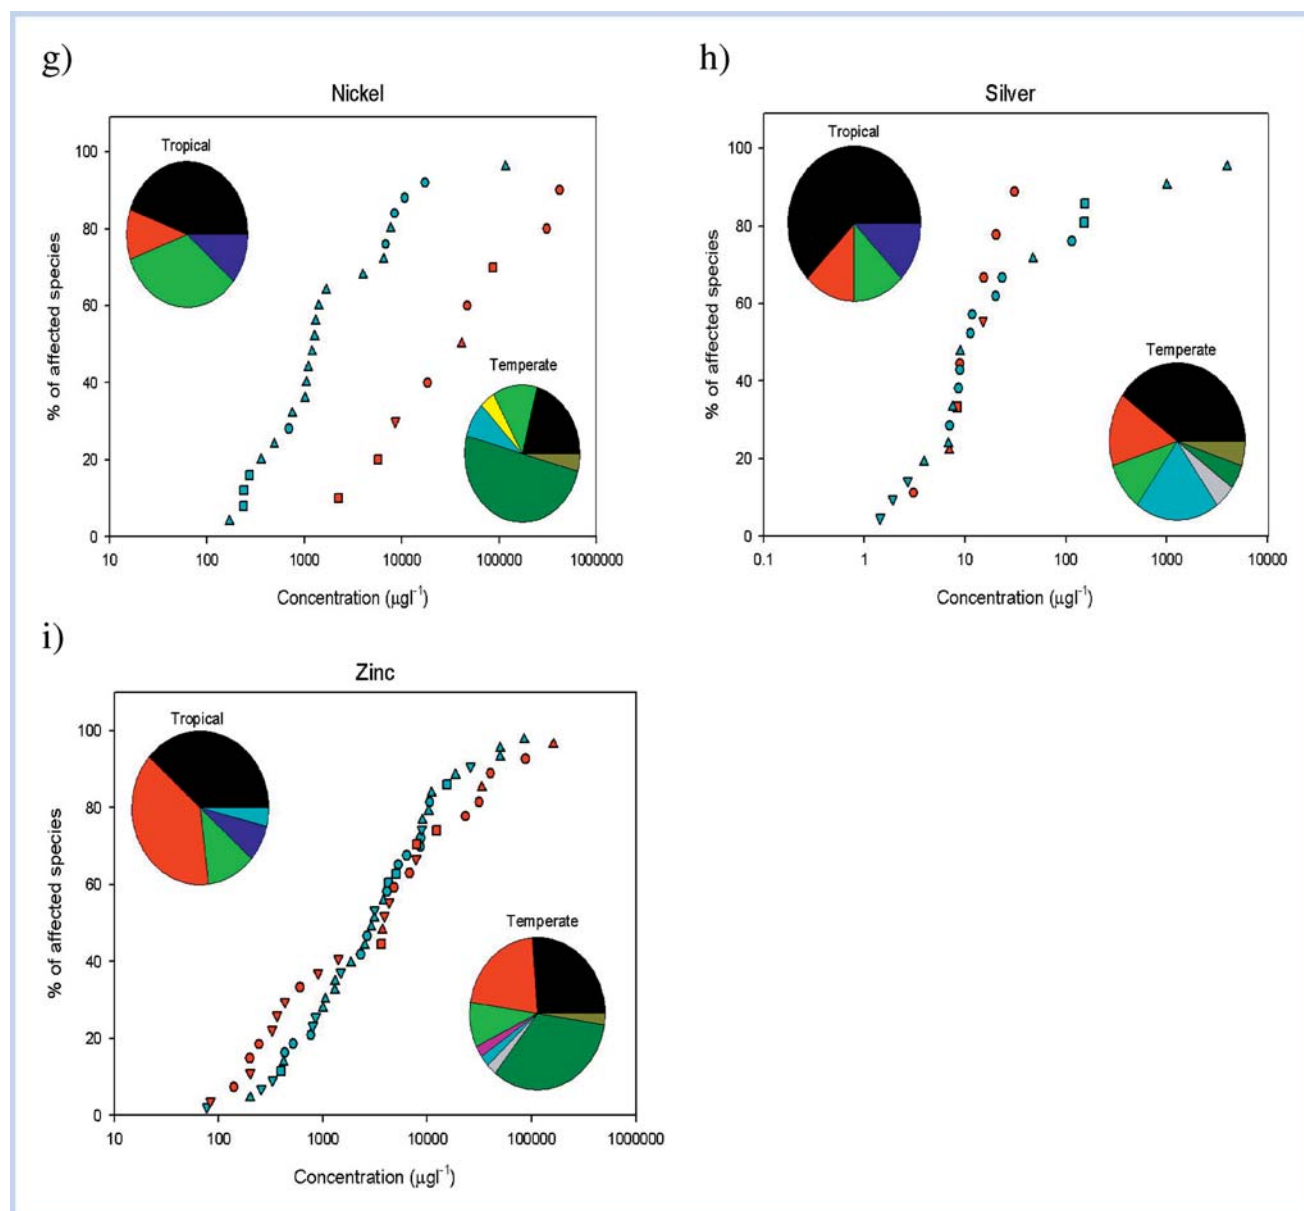 g)
Nickel
Tropical
Temperate
100
80
60
40
20
0
% of affected species
10
100
1000
10000
100000
1000000
Concentration (µgl⁻¹)
h)
Silver
Tropical
Temperate
100
80
60
40
20
0
% of affected species
0.1
1
10
100
1000
10000
Concentration (µgl⁻¹)
i)
Zinc
Tropical
Temperate
100
80
60
40
20
0
% of affected species
10
100
1000
10000
100000
1000000
Concentration (µgl⁻¹)